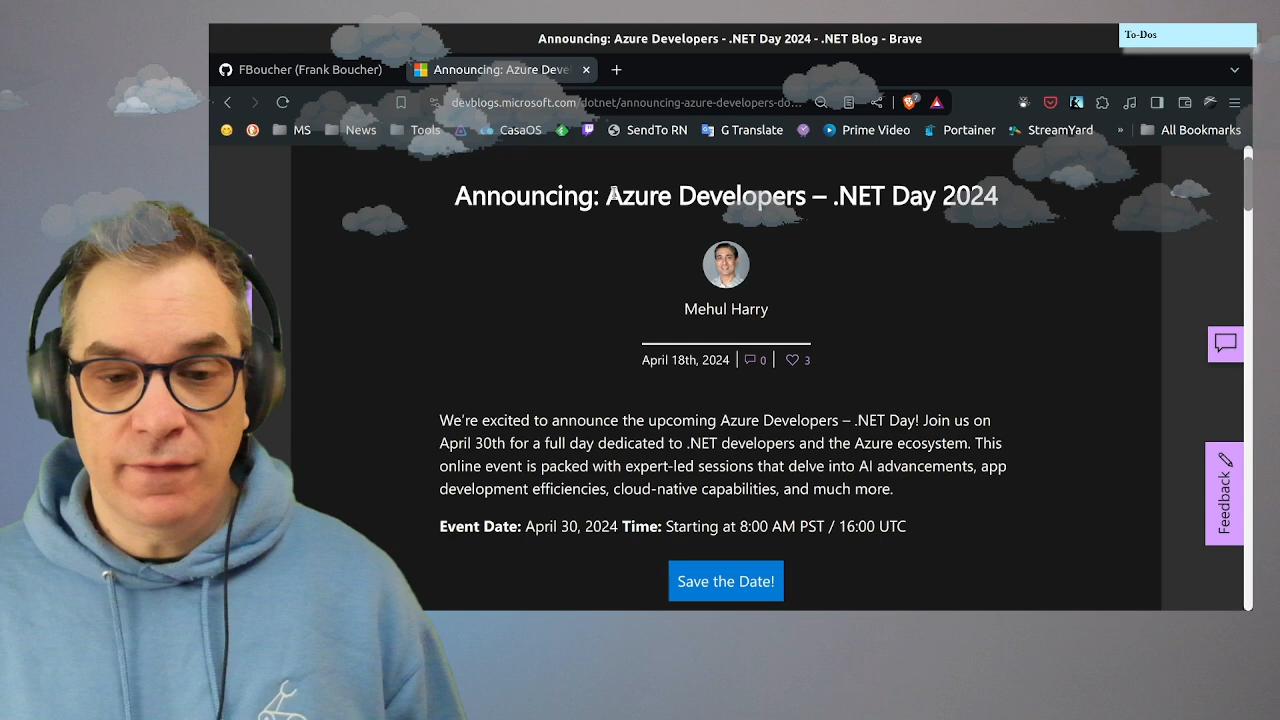 Announcing: Azure Developers - .NET Day 2024 - .NET Blog - Brave
To-Dos
FBoucher (Frank Boucher)
Announcing: Azure Devel
devblogs.microsoft.com/dotnet/announcing-azure-developers-do...
7
MS
News
Tools
CasaOS
SendTo RN
G Translate
Prime Video
Portainer
StreamYard
»
All Bookmarks
Announcing: Azure Developers – .NET Day 2024
Mehul Harry
April 18th, 2024
0
3
We're excited to announce the upcoming Azure Developers – .NET Day! Join us on
April 30th for a full day dedicated to .NET developers and the Azure ecosystem. This
online event is packed with expert-led sessions that delve into AI advancements, app
development efficiencies, cloud-native capabilities, and much more.
Event Date: April 30, 2024 Time: Starting at 8:00 AM PST / 16:00 UTC
Save the Date!
Feedback